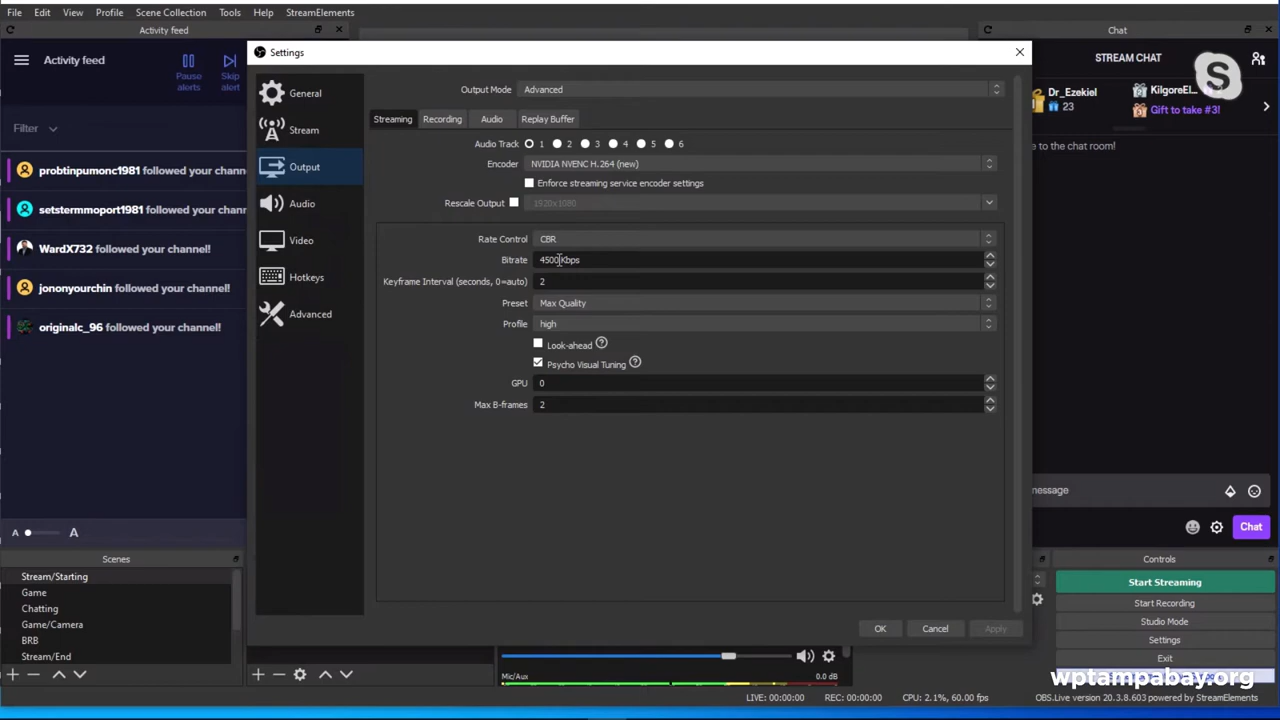 File Edit View Profile Scene Collection Tools Help StreamElements
Activity feed
Activity feed
Pause alerts
Skip alert
Filter
probtinpumonc1981 followed your channel!
setstermmoport1981 followed your channel!
WardX732 followed your channel!
jononyourchin followed your channel!
originalc_96 followed your channel!
A A
Settings
General
Stream
Output
Audio
Video
Hotkeys
Advanced
Output Mode Advanced
Streaming Recording Audio Replay Buffer
Audio Track 1 2 3 4 5 6
Encoder NVIDIA NVENC H.264 (new)
Enforce streaming service encoder settings
Rescale Output 1920x1080
Rate Control CBR
Bitrate 4500 Kbps
Keyframe Interval (seconds, 0=auto) 2
Preset Max Quality
Profile high
Look-ahead ?
Psycho Visual Tuning ?
GPU 0
Max B-frames 2
OK Cancel Apply
Chat
STREAM CHAT
S
Dr_Ezekiel
23
KilgoreEl...
Gift to take #3!
to the chat room!
message
Chat
Scenes
Stream/Starting
Game
Chatting
Game/Camera
BRB
Stream/End
Mic/Aux 0.0 dB
Controls
Start Streaming
Start Recording
Studio Mode
Settings
Exit
wptampabay.org
LIVE: 00:00:00 REC: 00:00:00 CPU: 2.1%, 60.00 fps OBS.Live version 20.3.8.603 powered by StreamElements